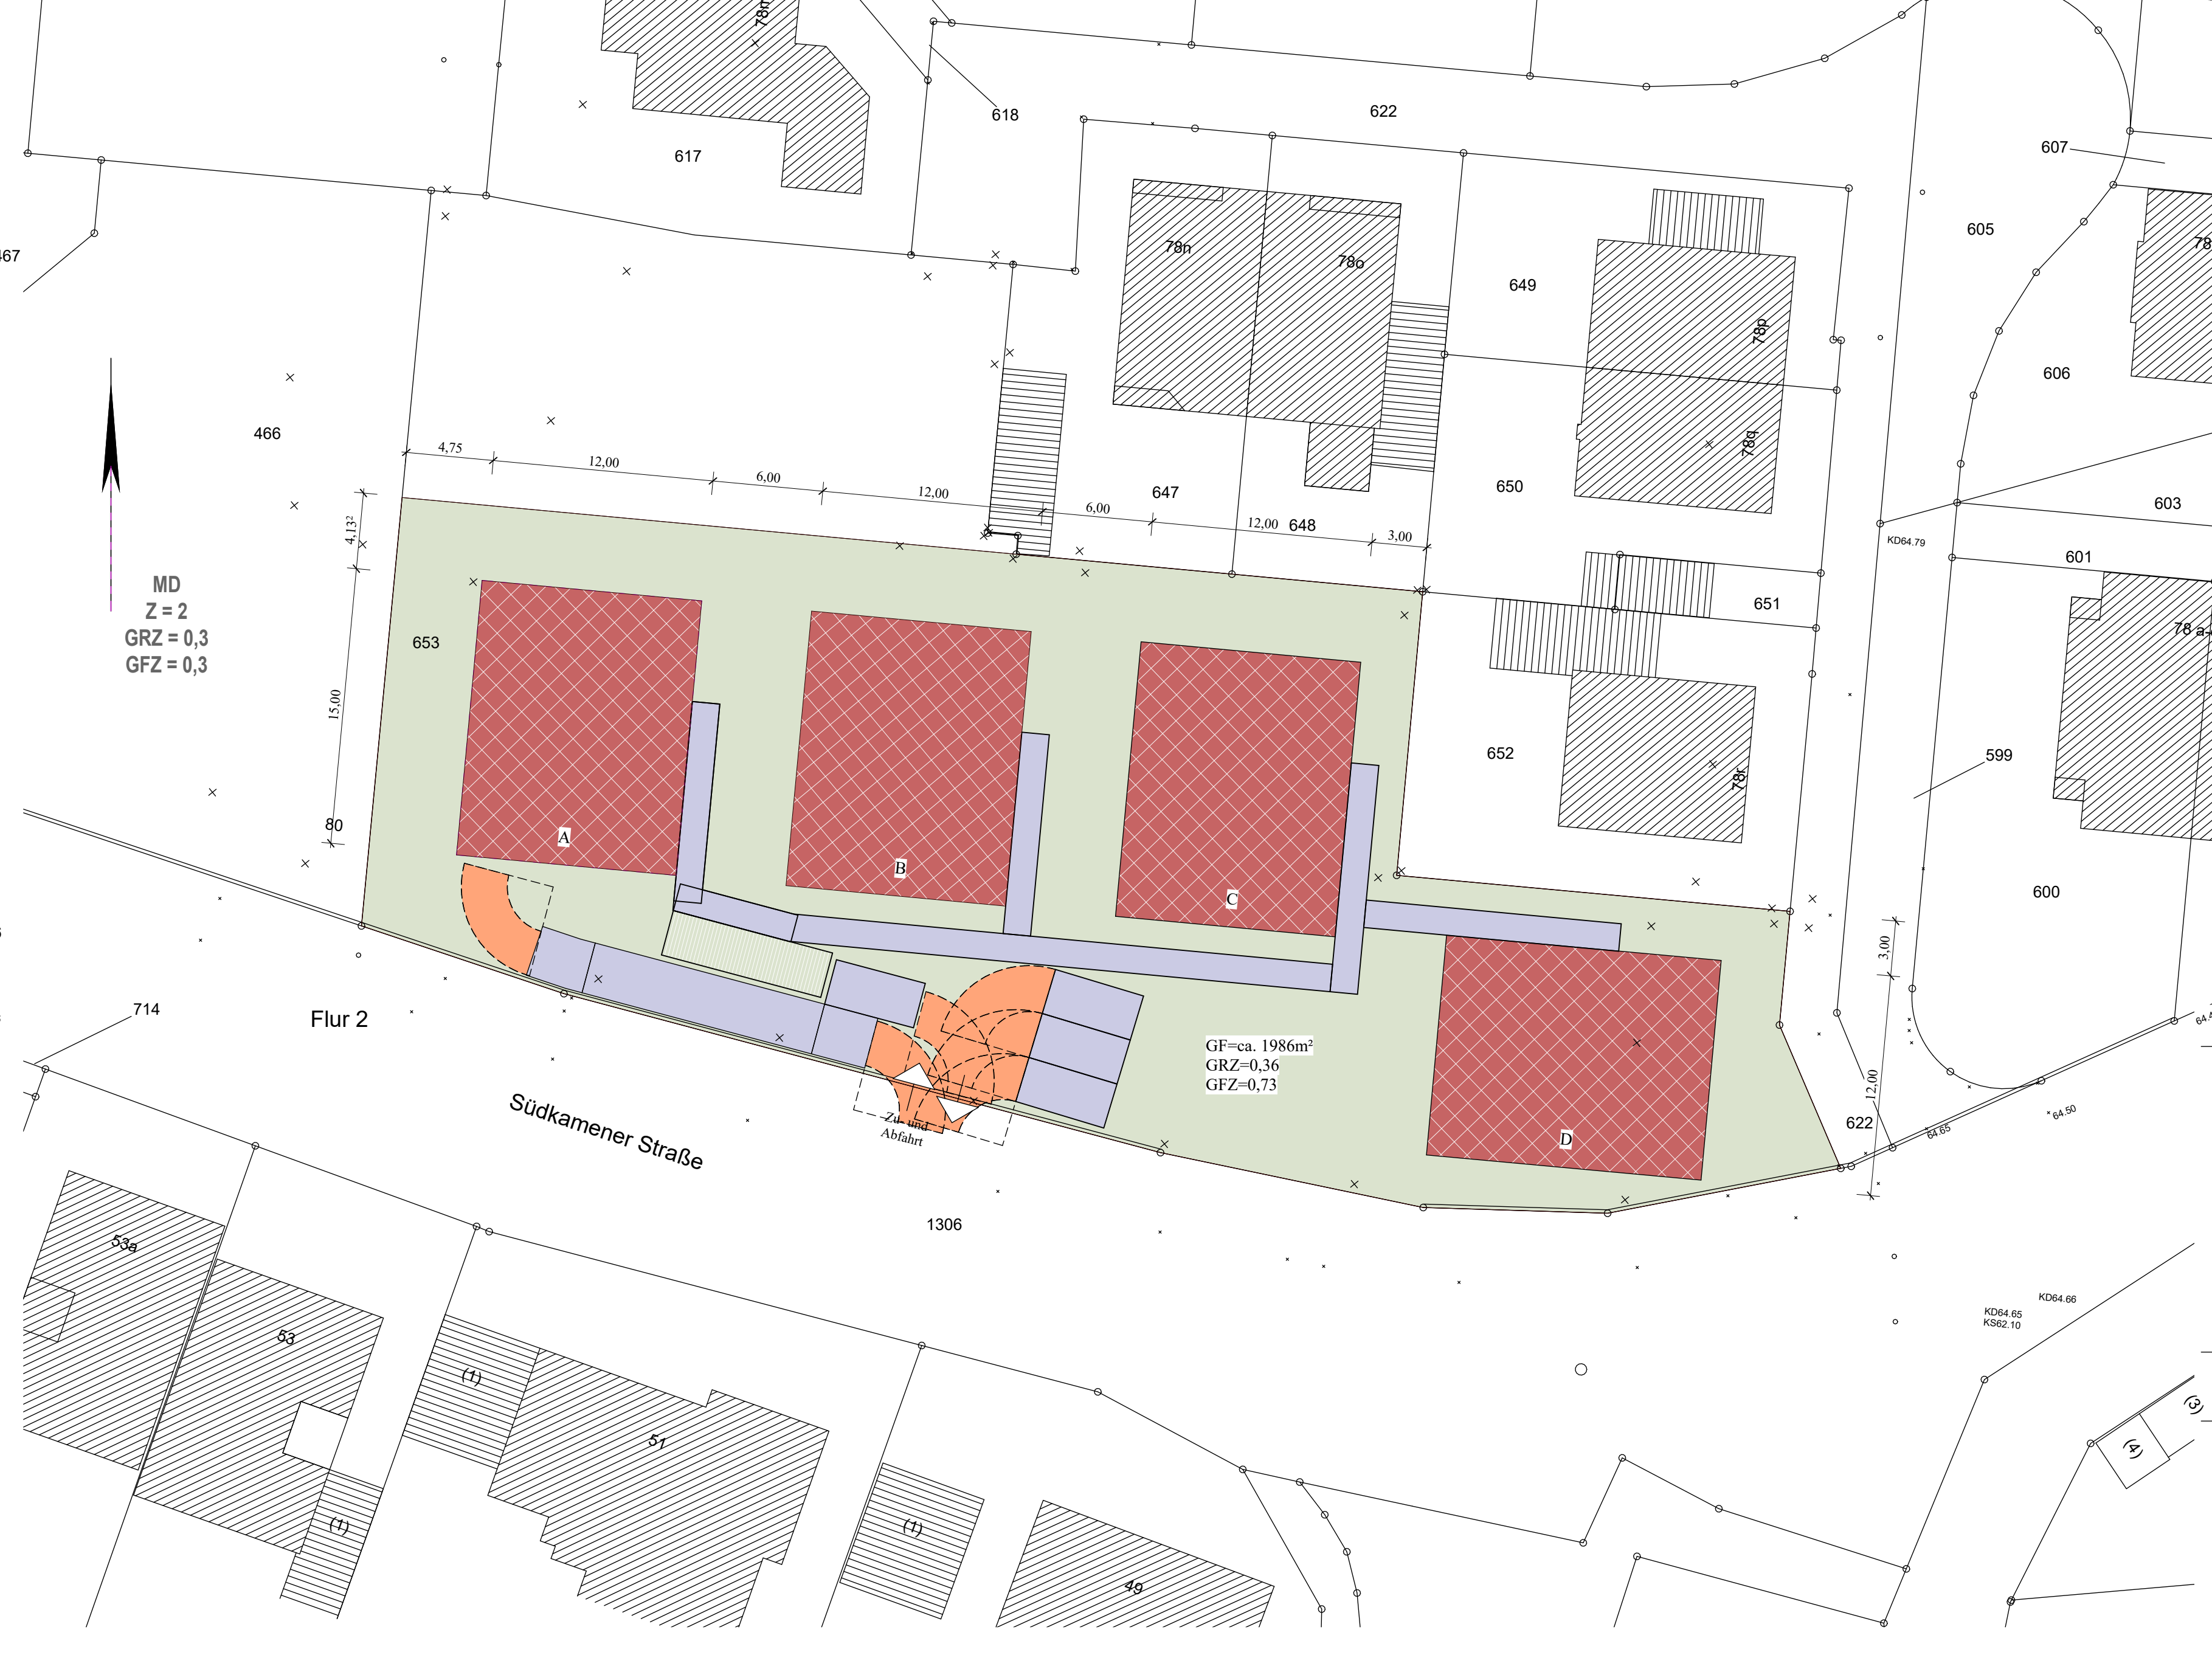 78n
618
622
617
607
605
467
78n
78o
649
78p
606
466
4,75
12,00
6,00
12,00
6,00
12,00
3,00
647
648
650
78q
603
4,13²
KD64.79
601
MD
Z = 2
GRZ = 0,3
GFZ = 0,3
653
651
78 a-
15,00
652
78r
599
80
A
B
C
600
3,00
714
Flur 2
GF=ca. 1986m²
GRZ=0,36
GFZ=0,73
12,00
Südkamener Straße
Zu- und
Abfahrt
D
622
64.65
64.50
1306
53a
53
(1)
51
(1)
(1)
49
KD64.66
KD64.65
KS62.10
(3)
(4)